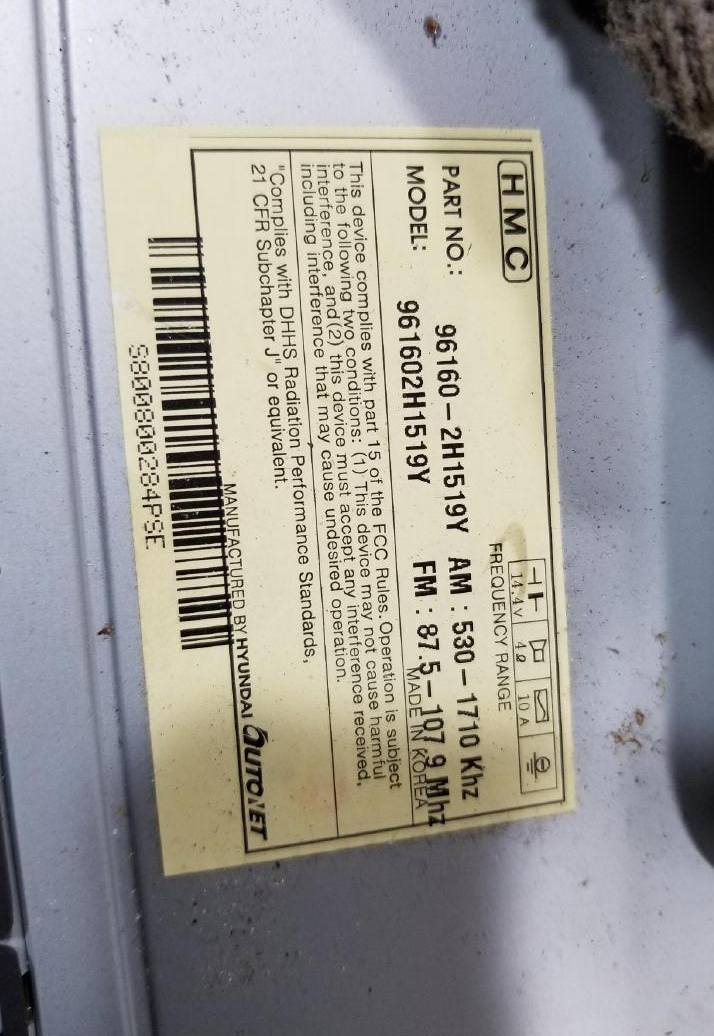 HMC
14.4V 4Ω 10A
FREQUENCY RANGE
PART NO.: 96160-2H1519Y AM : 530-1710 Khz
MODEL: 961602H1519Y FM : 87.5-107.9 Mhz
MADE IN KOREA
This device complies with part 15 of the FCC Rules. Operation is subject
to the following two conditions: (1) This device may not cause harmful
interference, and (2) this device must accept any interference received,
including interference that may cause undesired operation.
"Complies with DHHS Radiation Performance Standards,
21 CFR Subchapter J" or equivalent.
MANUFACTURED BY HYUNDAI AUTONET
S800800284PSE